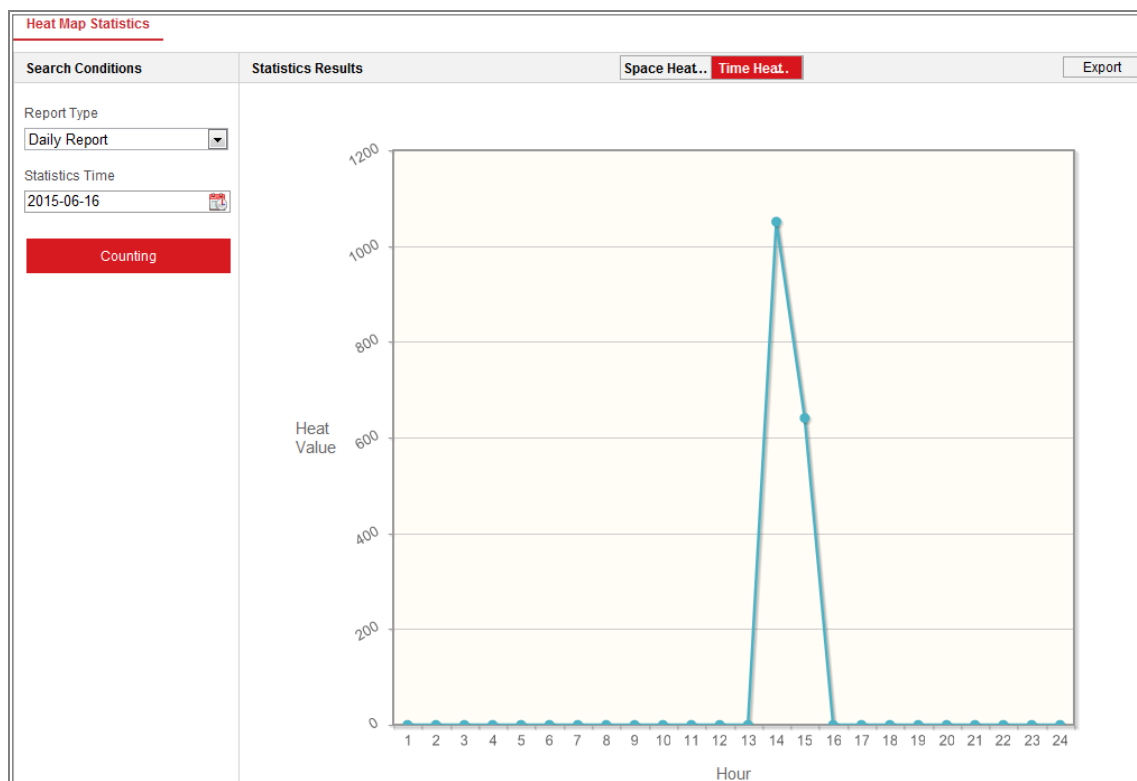 Heat Map Statistics
Search Conditions
Statistics Results
Space Heat...
Time Heat..
Export
Report Type
Daily Report
Statistics Time
2015-06-16
Counting
1200
1000
800
600
400
200
0
Heat
Value
1 2 3 4 5 6 7 8 9 10 11 12 13 14 15 16 17 18 19 20 21 22 23 24
Hour